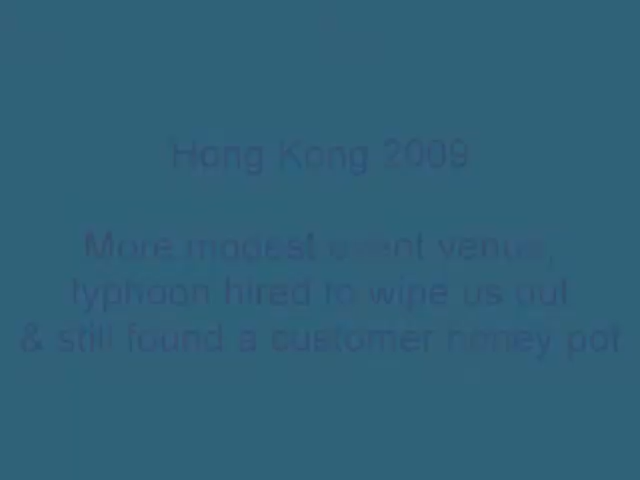 Hong Kong 2009
More modest event venue,
typhoon hired to wipe us out
& still found a customer honey pot